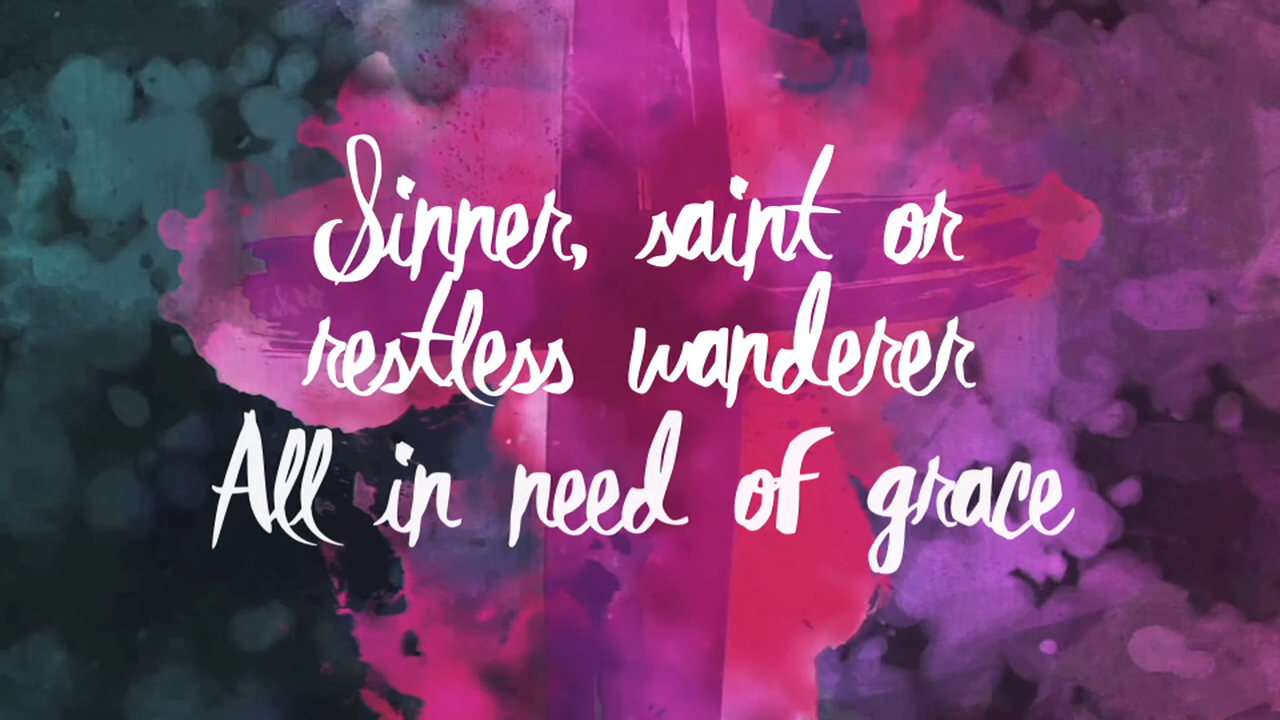 Sinner, saint or
restless wanderer
All in need of grace